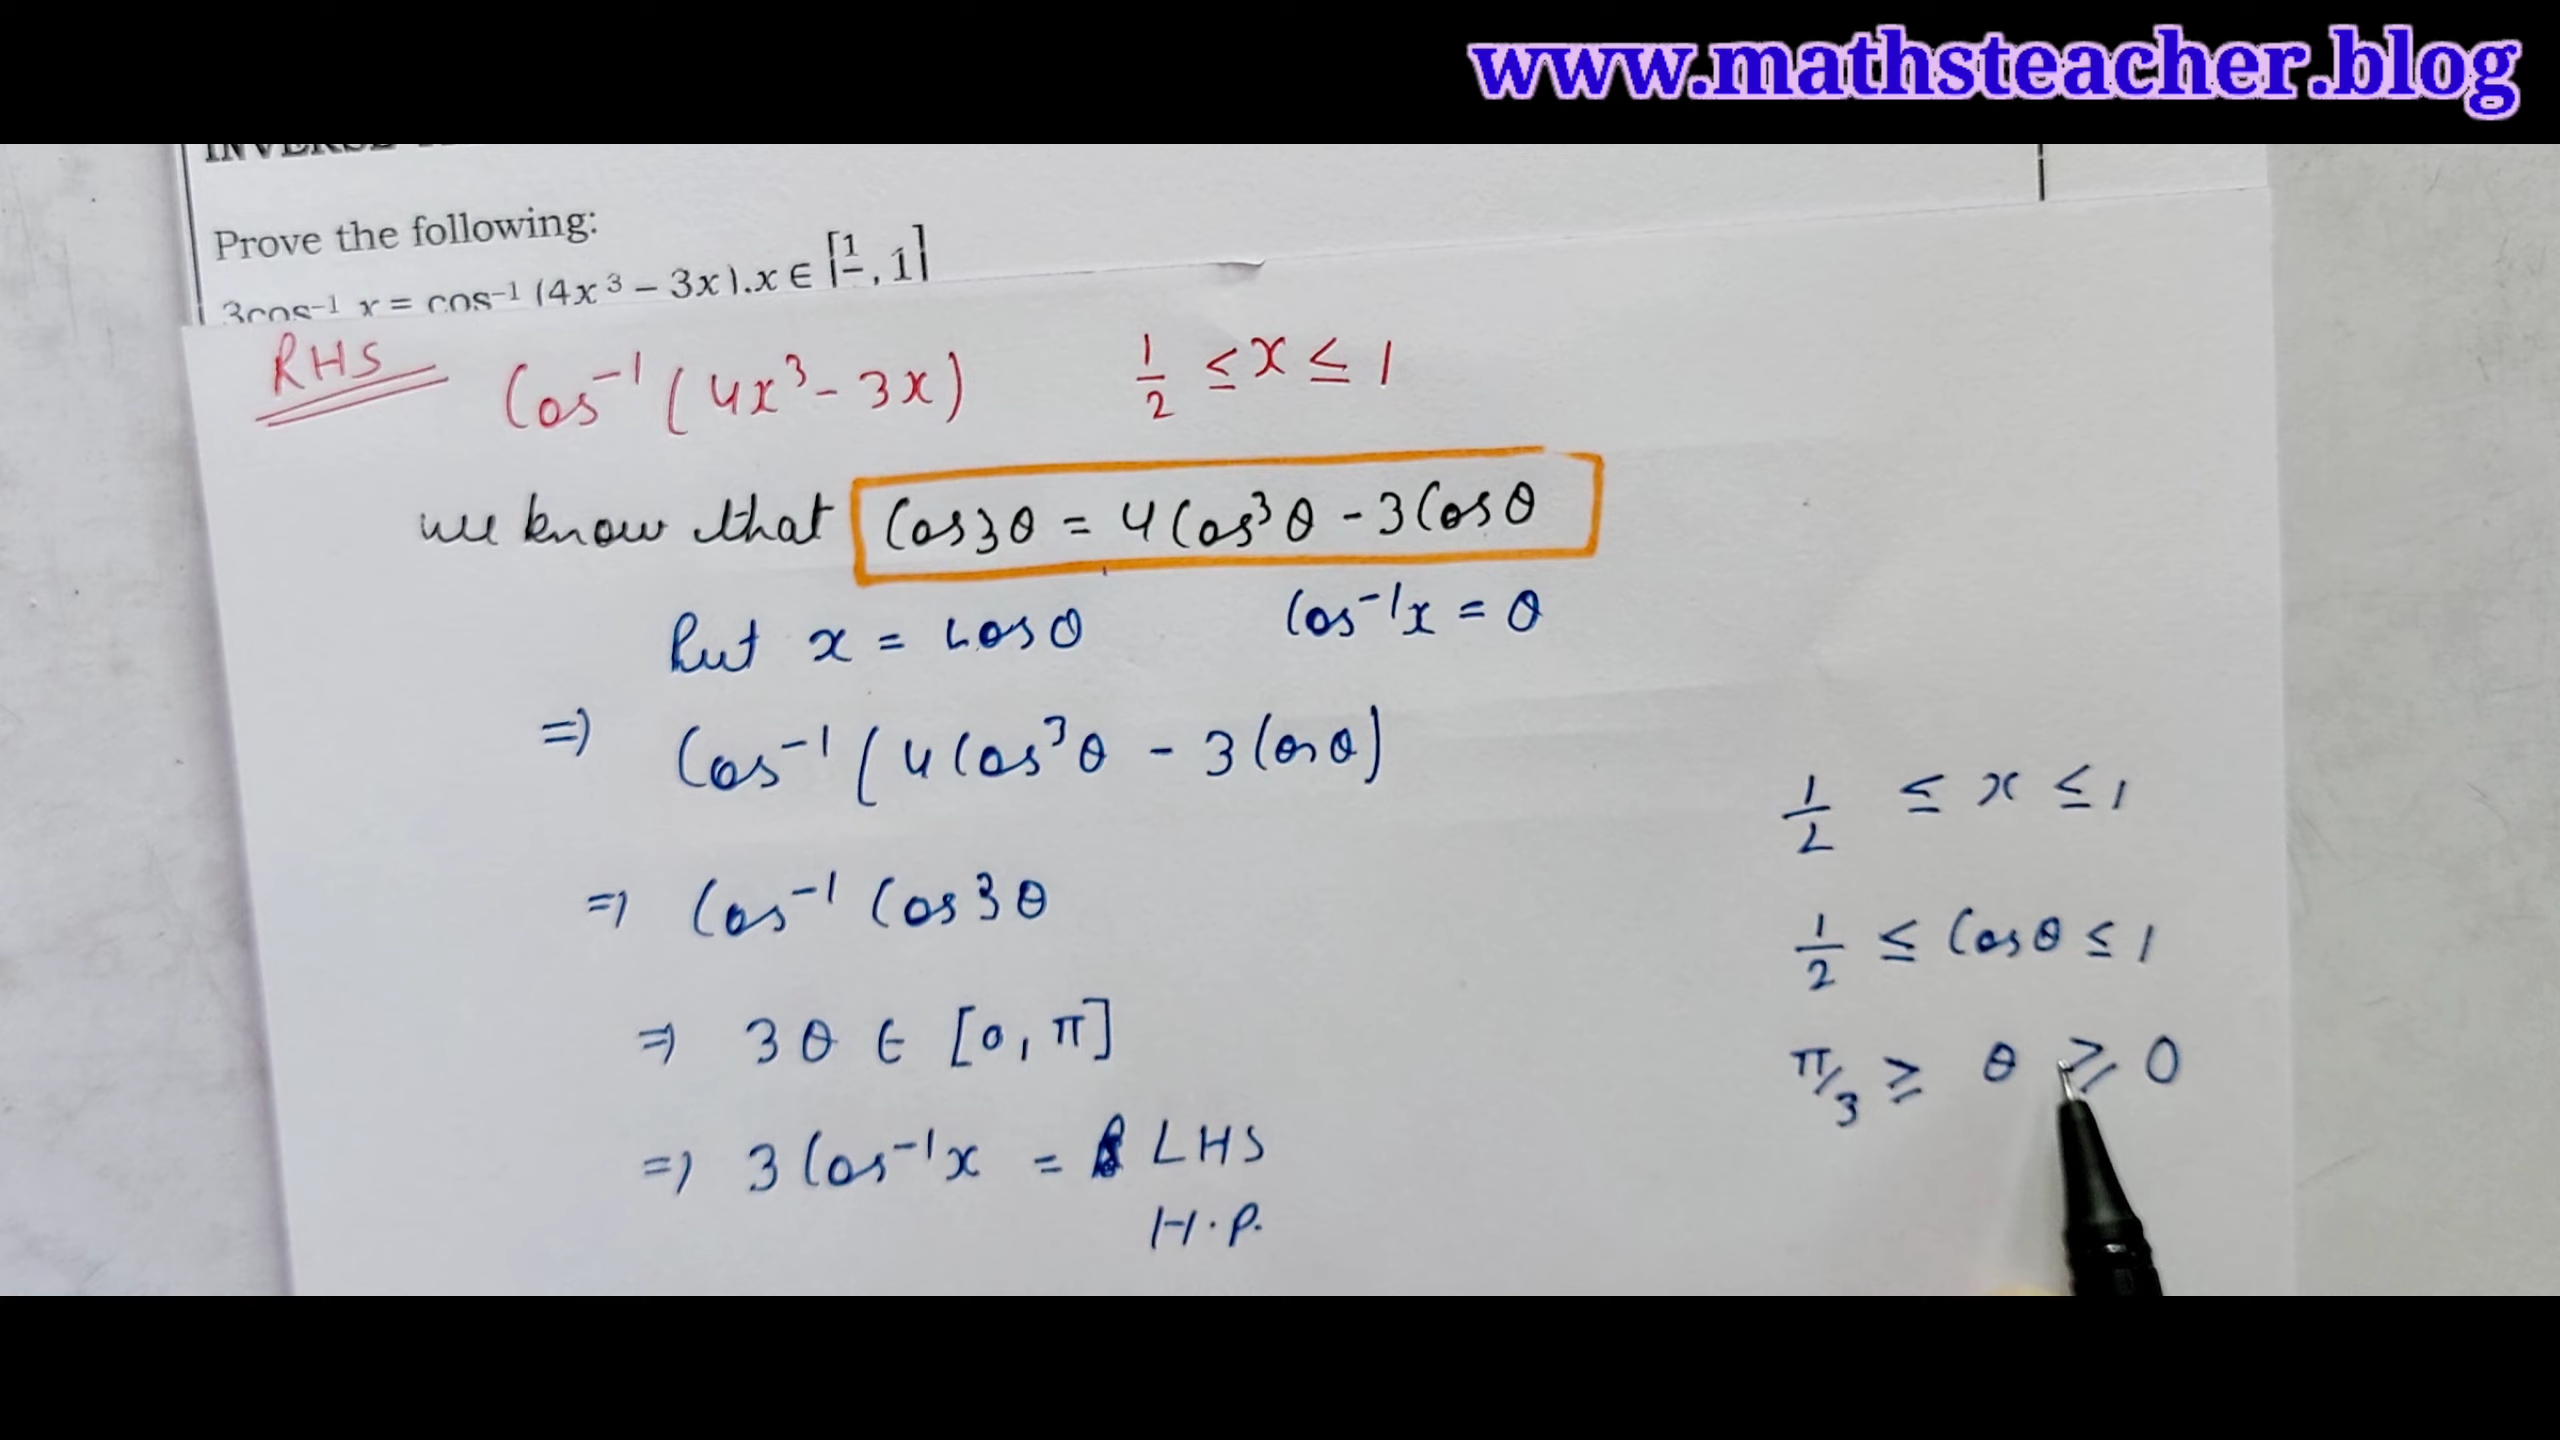 www.mathsteacher.blog
Prove the following:
3cos⁻¹ x = cos⁻¹ (4x³ – 3x). x ∈ [1/ , 1]
RHS Cos⁻¹ (4x³ - 3x) 1/2 ≤ x ≤ 1
we know that Cos3θ = 4Cos³θ - 3Cosθ
Put x = Cosθ Cos⁻¹x = θ
⇒ Cos⁻¹(4Cos³θ - 3Cosθ)
1/2 ≤ x ≤ 1
⇒ Cos⁻¹ Cos3θ
1/2 ≤ Cosθ ≤ 1
⇒ 3θ ∈ [0, π]
π/3 ≥ θ ≥ 0
⇒ 3Cos⁻¹x = LHS
H.P.